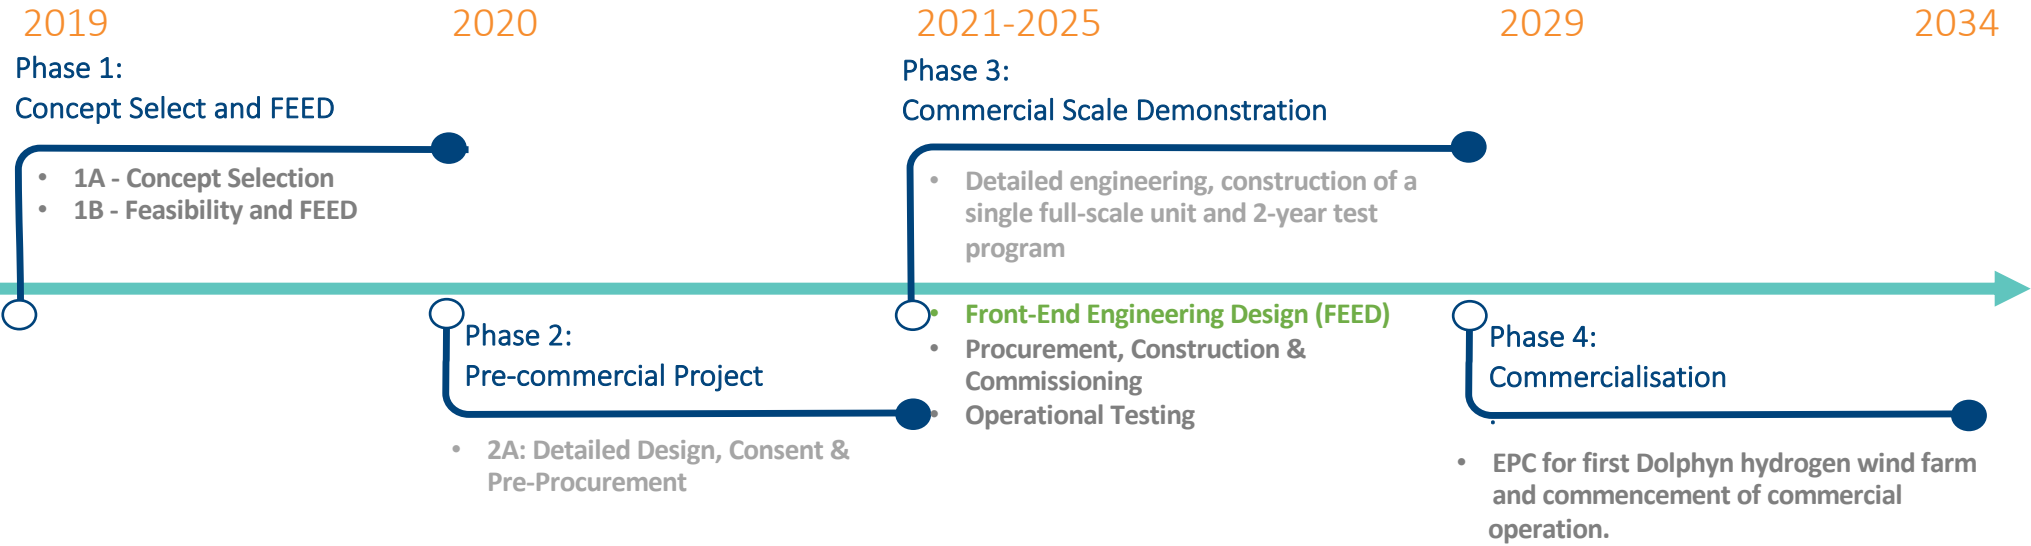 2019
2020
2021-2025
2029
2034
Phase 1:
Concept Select and FEED
• 1A - Concept Selection
• 1B - Feasibility and FEED
Phase 2:
Pre-commercial Project
• 2A: Detailed Design, Consent &
Pre-Procurement
Phase 3:
Commercial Scale Demonstration
• Detailed engineering, construction of a
single full-scale unit and 2-year test
program
• Front-End Engineering Design (FEED)
• Procurement, Construction &
Commissioning
• Operational Testing
Phase 4:
Commercialisation
• EPC for first Dolphyn hydrogen wind farm
and commencement of commercial
operation.